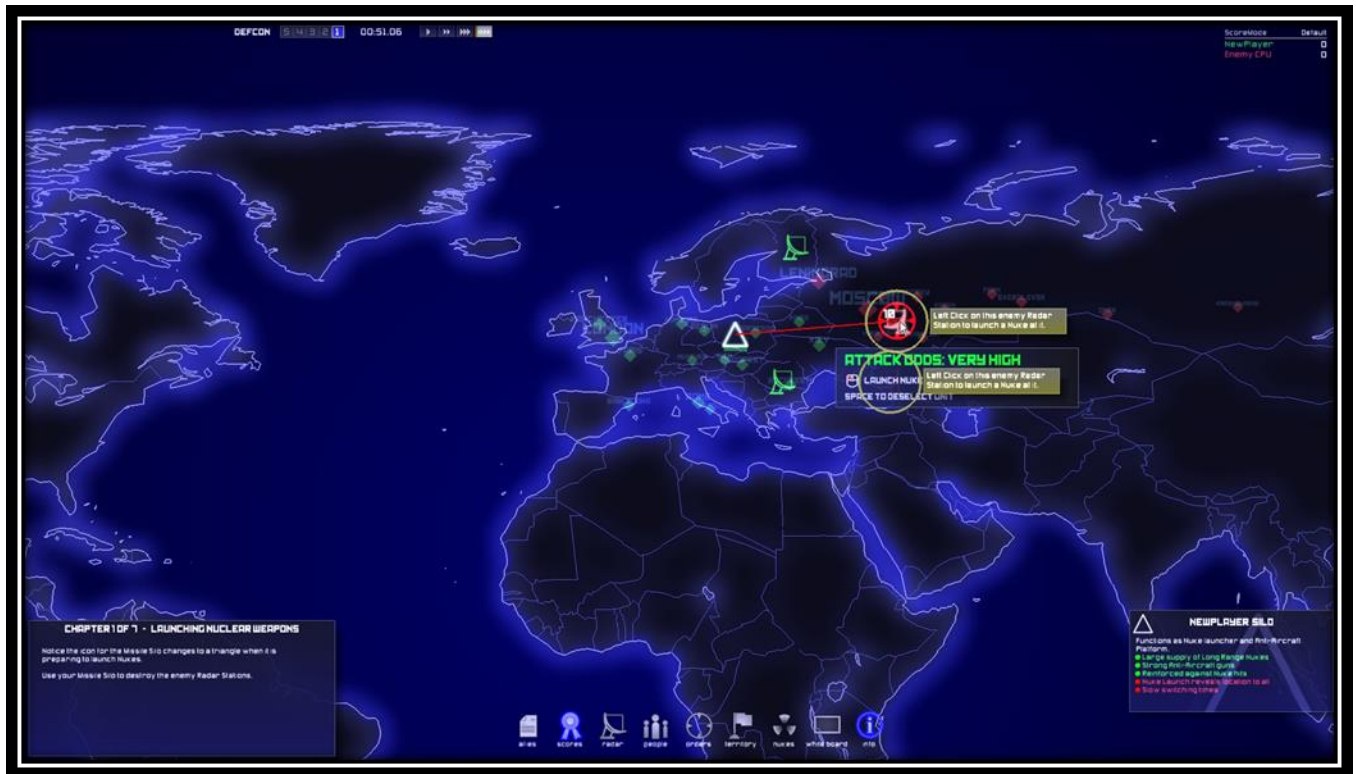 DEFCON 5 4 3 2 1 00:51.06
ScoreMode Default
NewPlayer 0
Enemy CPU 0
LENINGRAD
MOSCOW
LONDON
10
Left Click on this enemy Radar
Station to launch a Nuke at it.
ATTACK ODDS: VERY HIGH
LAUNCH NUKE
Left Click on this enemy Radar
Station to launch a Nuke at it.
SPACE TO DESELECT UNIT
CHAPTER 1 OF 7 - LAUNCHING NUCLEAR WEAPONS
Notice the icon for the Missile Silo changes to a triangle when it is
preparing to launch Nukes.
Use your Missile Silo to destroy the enemy Radar Stations.
NEWPLAYER SILO
Functions as Nuke launcher and Anti-Aircraft
Platform.
Large supply of Long Range Nukes
Strong Anti-Aircraft guns
Reinforced against Nuke hits
Nuke Launch reveals location to all
Slow switching times
allies scores radar people orders territory nukes white board info